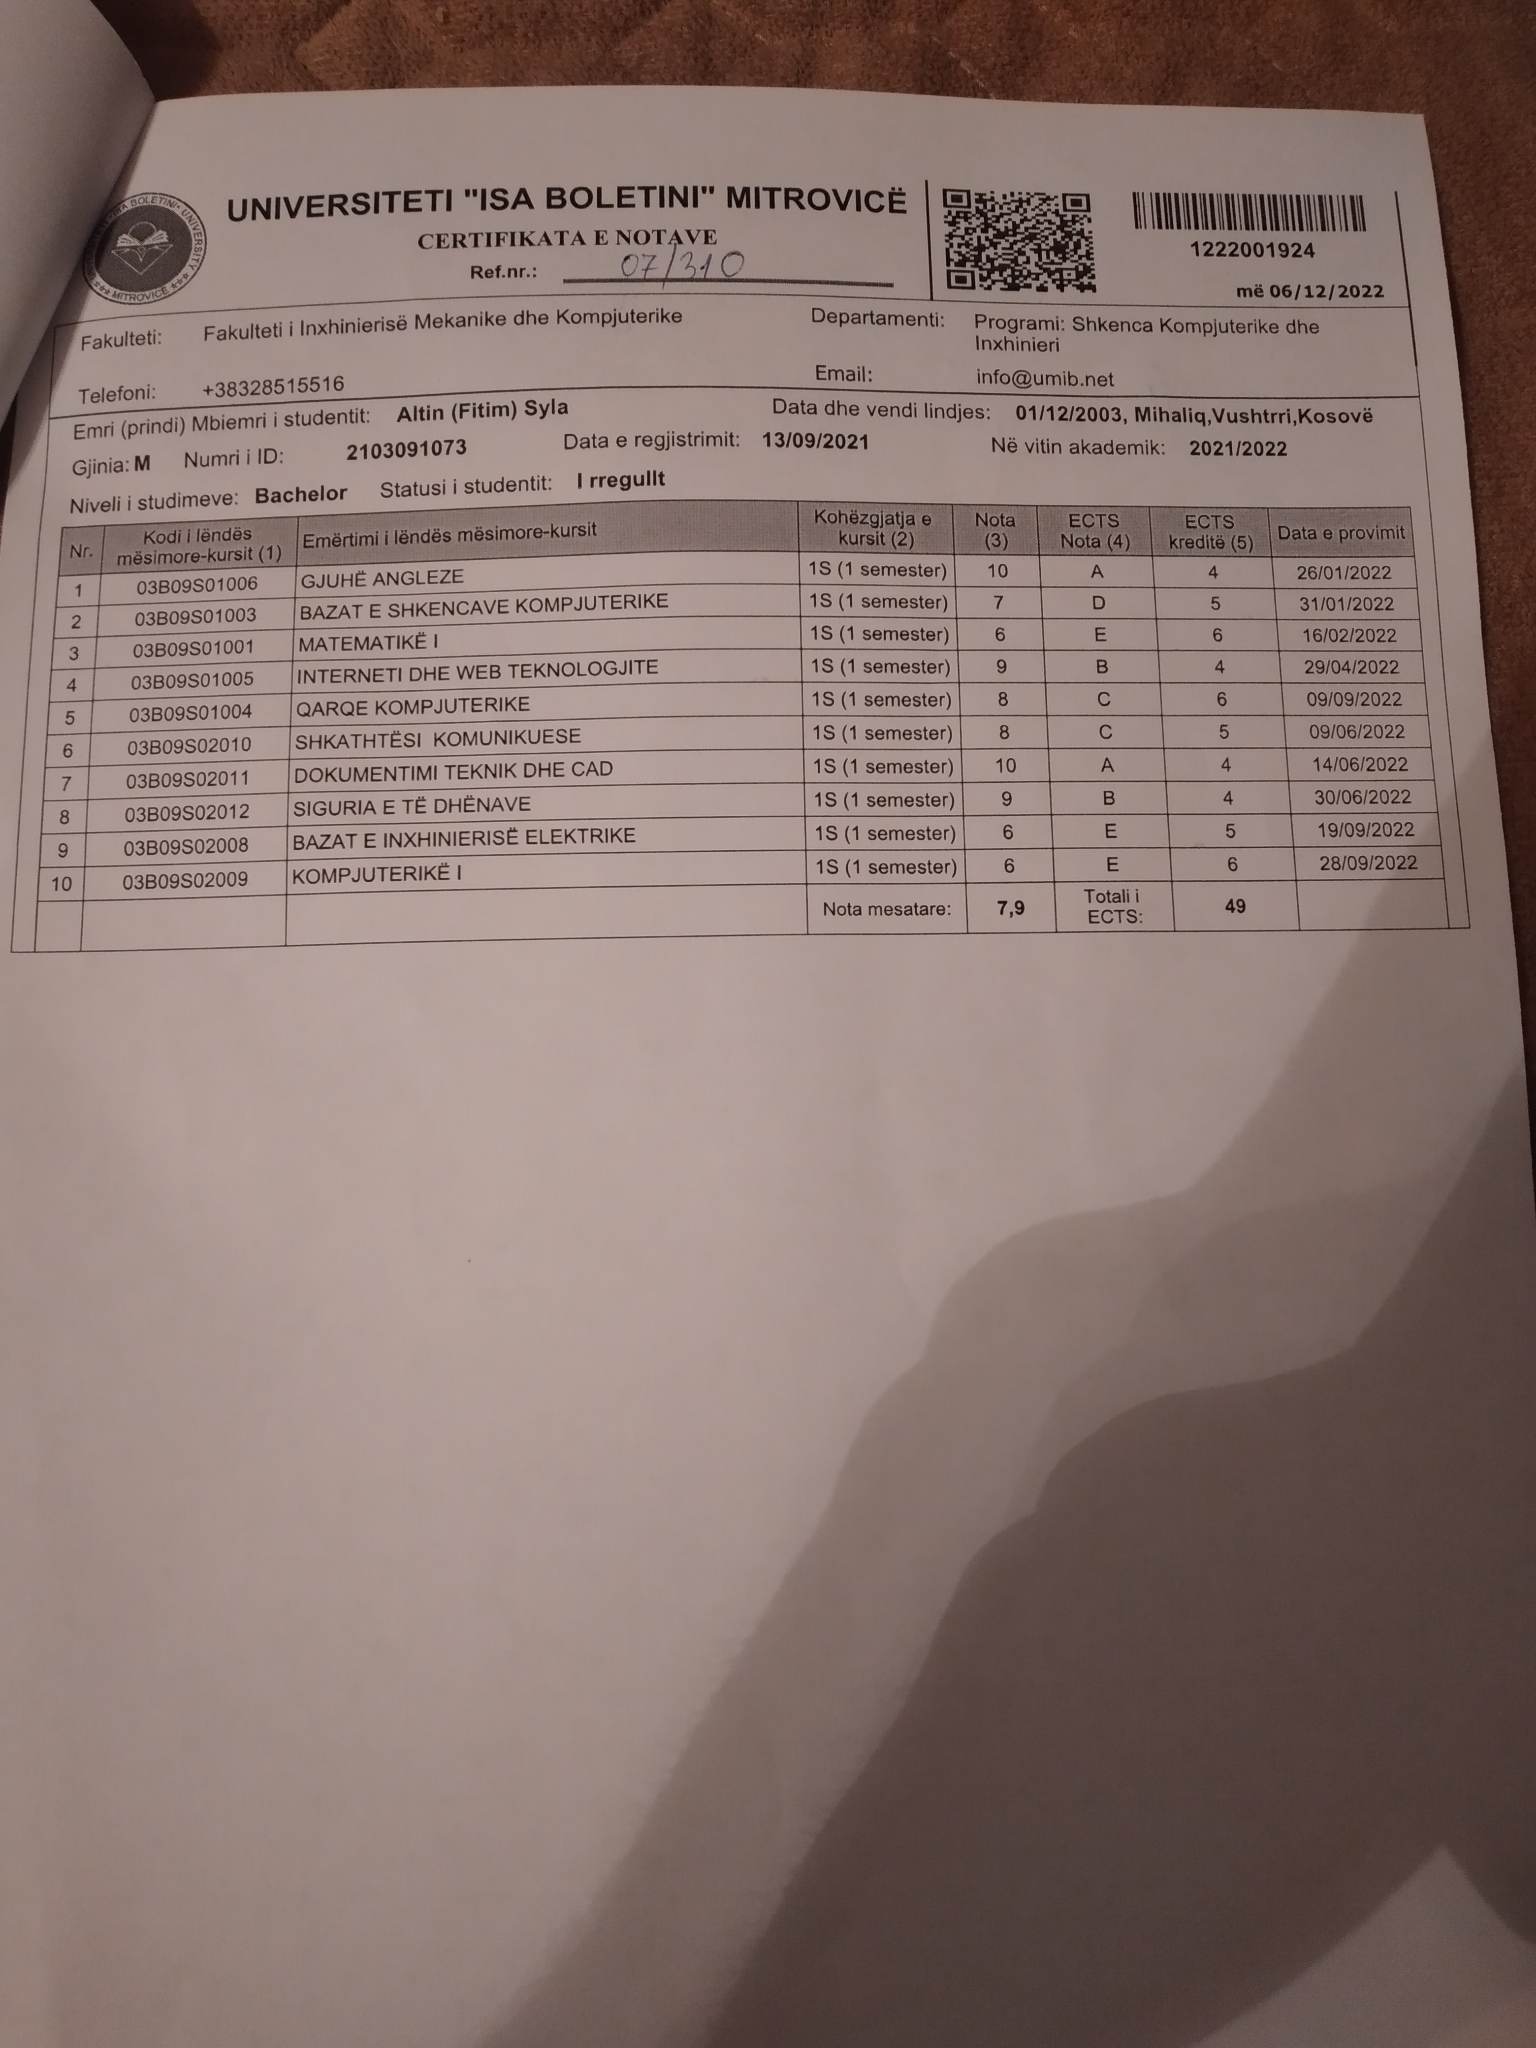 UNIVERSITETI "ISA BOLETINI" MITROVICË
CERTIFIKATA E NOTAVE
Ref.nr.: 07/310
1222001924
më 06/12/2022
Fakulteti: Fakulteti i Inxhinierisë Mekanike dhe Kompjuterike
Departamenti: Programi: Shkenca Kompjuterike dhe
Inxhinieri
Telefoni: +38328515516
Email: info@umib.net
Emri (prindi) Mbiemri i studentit: Altin (Fitim) Syla Data dhe vendi lindjes: 01/12/2003, Mihaliq,Vushtrri,Kosovë
Gjinia: M Numri i ID: 2103091073 Data e regjistrimit: 13/09/2021 Në vitin akademik: 2021/2022
Niveli i studimeve: Bachelor Statusi i studentit: I rregullt
Nr. Kodi i lëndës mësimore-kursit (1) Emërtimi i lëndës mësimore-kursit Kohëzgjatja e kursit (2) Nota (3) ECTS Nota (4) ECTS kreditë (5) Data e provimit
1 03B09S01006 GJUHË ANGLEZE 1S (1 semester) 10 A 4 26/01/2022
2 03B09S01003 BAZAT E SHKENCAVE KOMPJUTERIKE 1S (1 semester) 7 D 5 31/01/2022
3 03B09S01001 MATEMATIKË I 1S (1 semester) 6 E 6 16/02/2022
4 03B09S01005 INTERNETI DHE WEB TEKNOLOGJITE 1S (1 semester) 9 B 4 29/04/2022
5 03B09S01004 QARQE KOMPJUTERIKE 1S (1 semester) 8 C 6 09/09/2022
6 03B09S02010 SHKATHTËSI KOMUNIKUESE 1S (1 semester) 8 C 5 09/06/2022
7 03B09S02011 DOKUMENTIMI TEKNIK DHE CAD 1S (1 semester) 10 A 4 14/06/2022
8 03B09S02012 SIGURIA E TË DHËNAVE 1S (1 semester) 9 B 4 30/06/2022
9 03B09S02008 BAZAT E INXHINIERISË ELEKTRIKE 1S (1 semester) 6 E 5 19/09/2022
10 03B09S02009 KOMPJUTERIKË I 1S (1 semester) 6 E 6 28/09/2022
Nota mesatare: 7,9 Totali i ECTS: 49